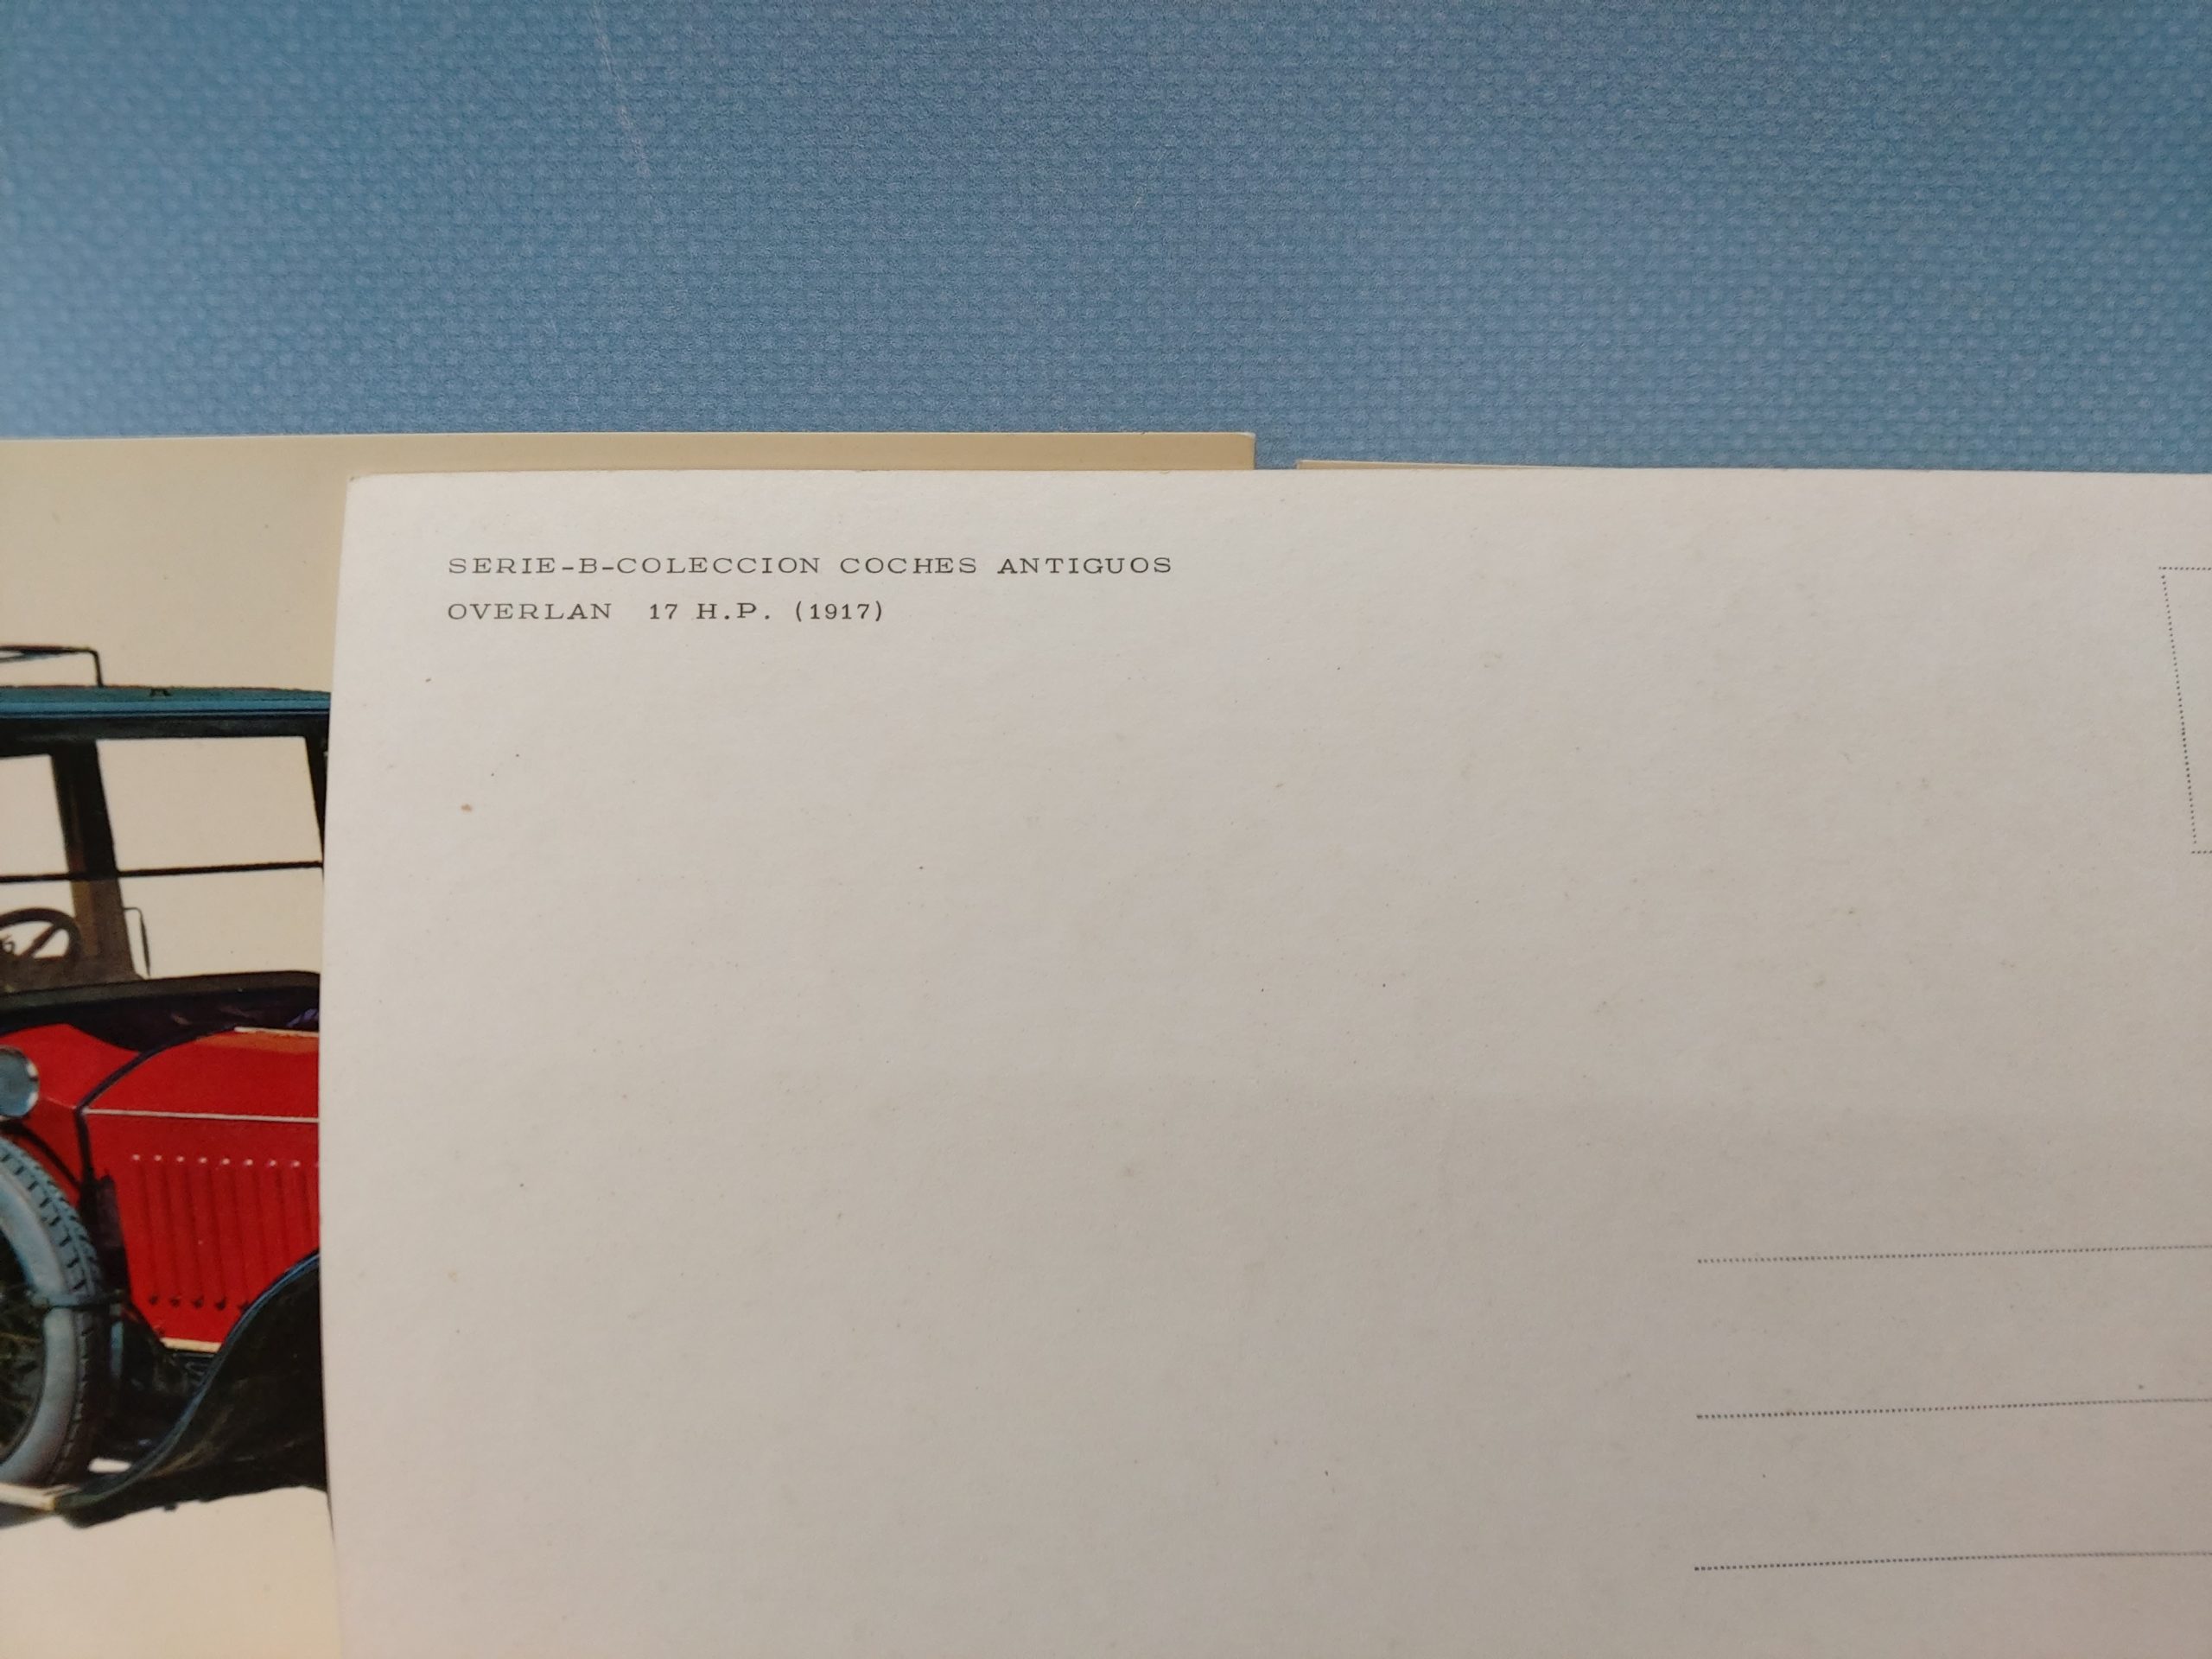 SERIE-B-COLECCION COCHES ANTIGUOS
OVERLAN 17 H.P. (1917)